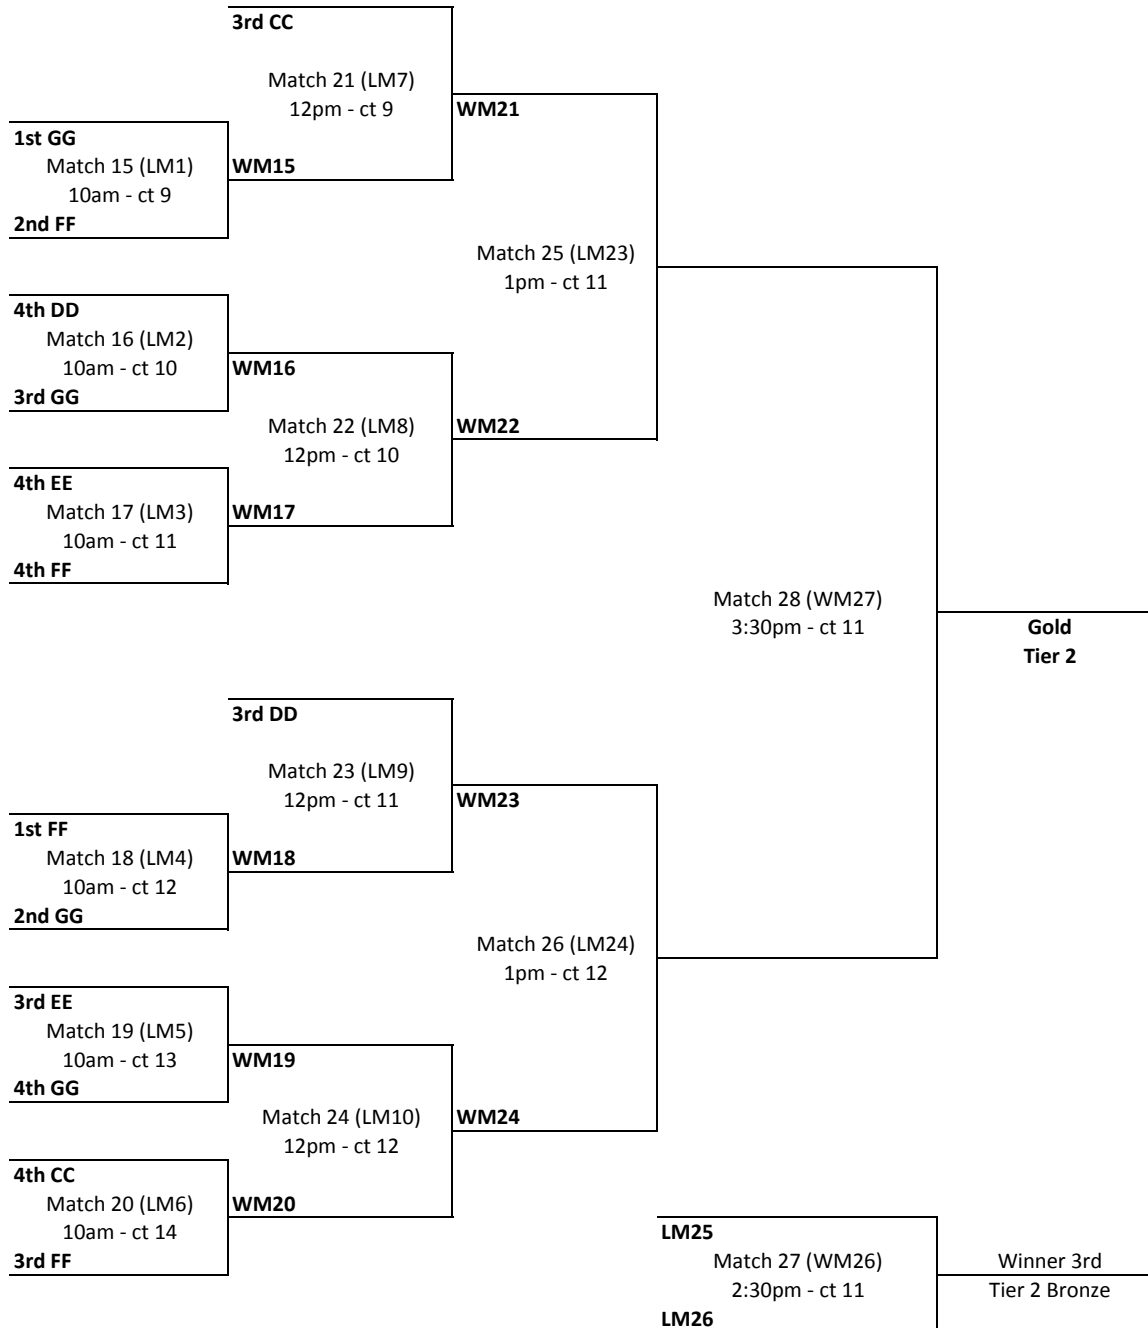 3rd CC
Match 21 (LM7)
12pm - ct 9
WM21
1st GG
Match 15 (LM1)
10am - ct 9
2nd FF
WM15
Match 25 (LM23)
1pm - ct 11
4th DD
Match 16 (LM2)
10am - ct 10
3rd GG
WM16
Match 22 (LM8)
12pm - ct 10
WM22
4th EE
Match 17 (LM3)
10am - ct 11
4th FF
WM17
Match 28 (WM27)
3:30pm - ct 11
Gold
Tier 2
3rd DD
Match 23 (LM9)
12pm - ct 11
WM23
1st FF
Match 18 (LM4)
10am - ct 12
2nd GG
WM18
Match 26 (LM24)
1pm - ct 12
3rd EE
Match 19 (LM5)
10am - ct 13
4th GG
WM19
Match 24 (LM10)
12pm - ct 12
WM24
4th CC
Match 20 (LM6)
10am - ct 14
3rd FF
WM20
LM25
Match 27 (WM26)
2:30pm - ct 11
LM26
Winner 3rd
Tier 2 Bronze